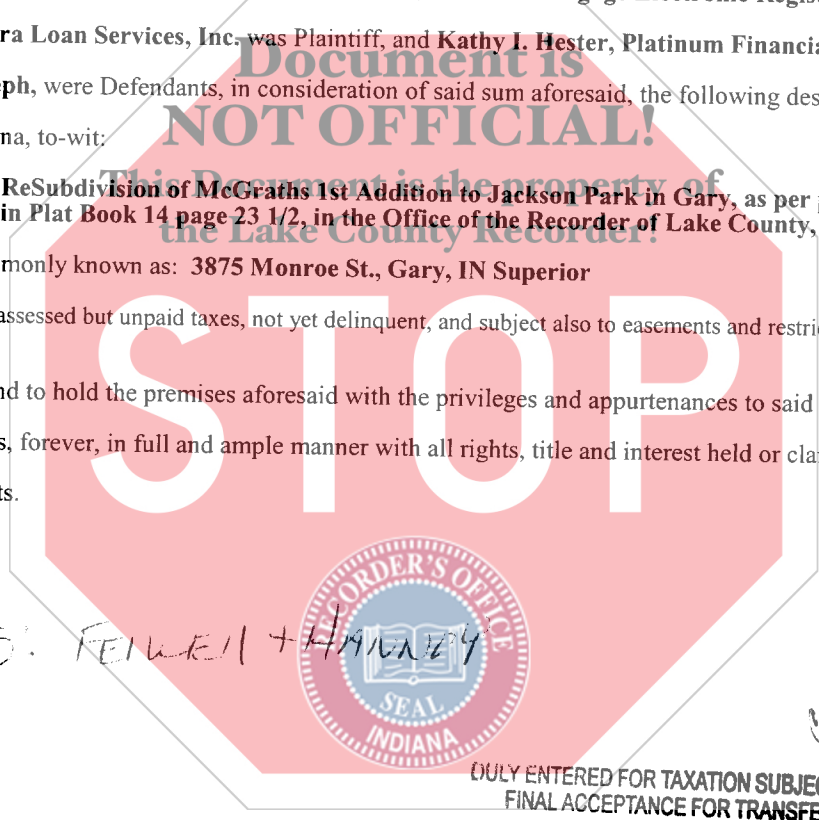 ra Loan Services, Inc. was Plaintiff, and Kathy I. Hester, Platinum Financia
Document is
ph, were Defendants, in consideration of said sum aforesaid, the following des
NOT OFFICIAL!
na, to-wit:
This Document is the property of
ReSubdivision of McGraths 1st Addition to Jackson Park in Gary, as per
in Plat Book 14 page 23 1/2, in the Office of the Recorder of Lake County,
the Lake County Recorder!
monly known as: 3875 Monroe St., Gary, IN Superior
assessed but unpaid taxes, not yet delinquent, and subject also to easements and restri
STOP
nd to hold the premises aforesaid with the privileges and appurtenances to said
s, forever, in full and ample manner with all rights, title and interest held or cla
ts.
RECORDER'S OFFICE
SEAL
INDIANA
FEIWELL + HANNOY
DULY ENTERED FOR TAXATION SUBJE
FINAL ACCEPTANCE FOR TRANSFE